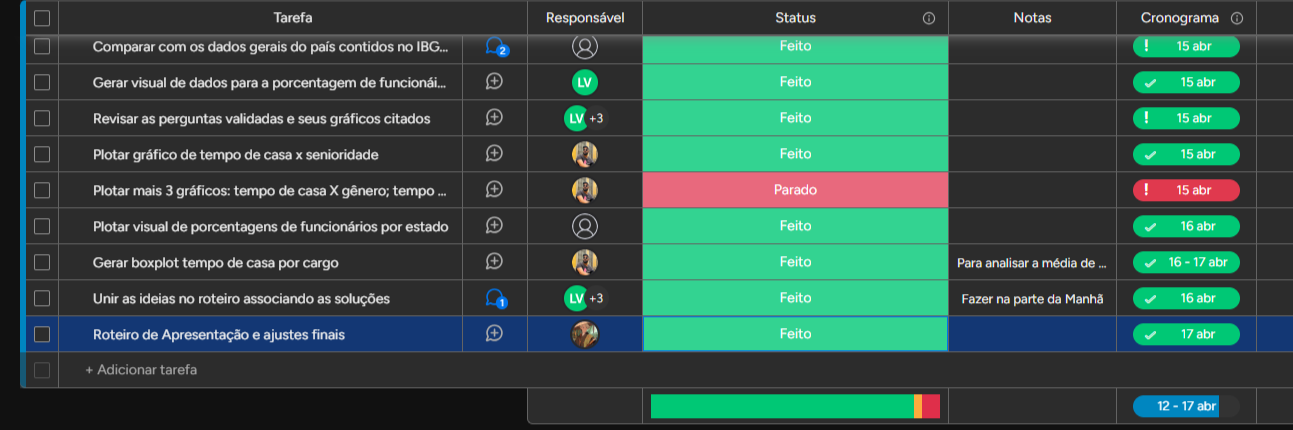 Tarefa Responsável Status Notas Cronograma
Comparar com os dados gerais do país contidos no IBG... 2 Feito ! 15 abr
Gerar visual de dados para a porcentagem de funcionái... LV Feito 15 abr
Revisar as perguntas validadas e seus gráficos citados LV +3 Feito ! 15 abr
Plotar gráfico de tempo de casa x senioridade Feito 15 abr
Plotar mais 3 gráficos: tempo de casa X gênero; tempo ... Parado ! 15 abr
Plotar visual de porcentagens de funcionários por estado Feito 16 abr
Gerar boxplot tempo de casa por cargo Feito Para analisar a média de ... 16 - 17 abr
Unir as ideias no roteiro associando as soluções 1 LV +3 Feito Fazer na parte da Manhã 16 abr
Roteiro de Apresentação e ajustes finais Feito 17 abr
+ Adicionar tarefa
12 - 17 abr